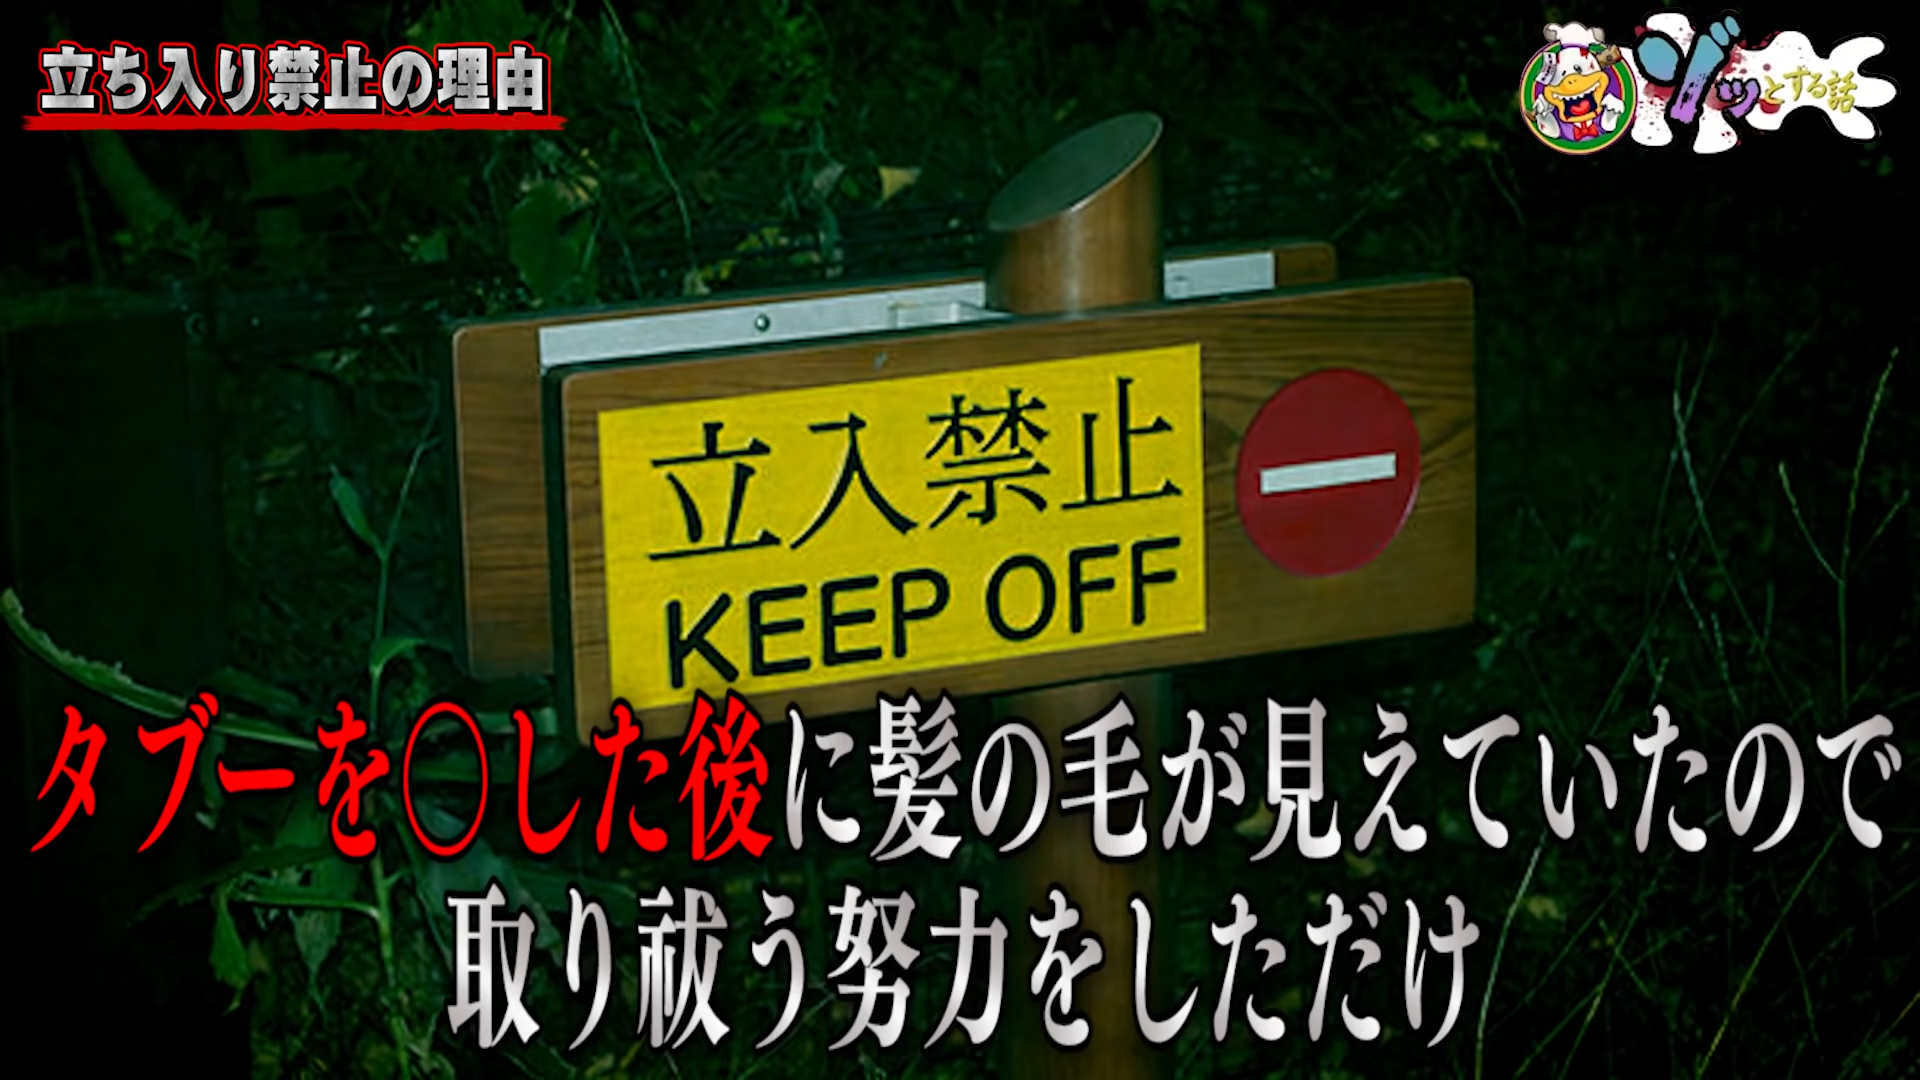 立ち入り禁止の理由
ゾッとする話
立入禁止
KEEP OFF
タブーを〇した後に髪の毛が見えていたので
取り祓う努力をしただけ